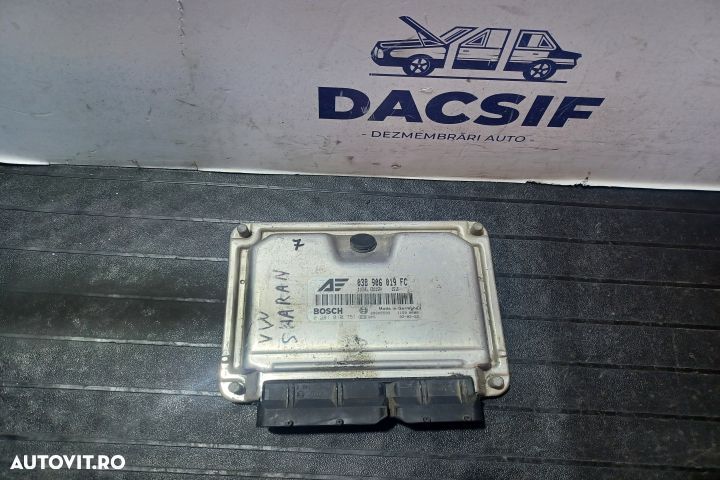 DACSIF
- DEZMEMBRĂRI AUTO -
7
VW
SHARAN
AF
038 906 019 FC
BOSCH
Made in Germany
AUTOVIT.RO